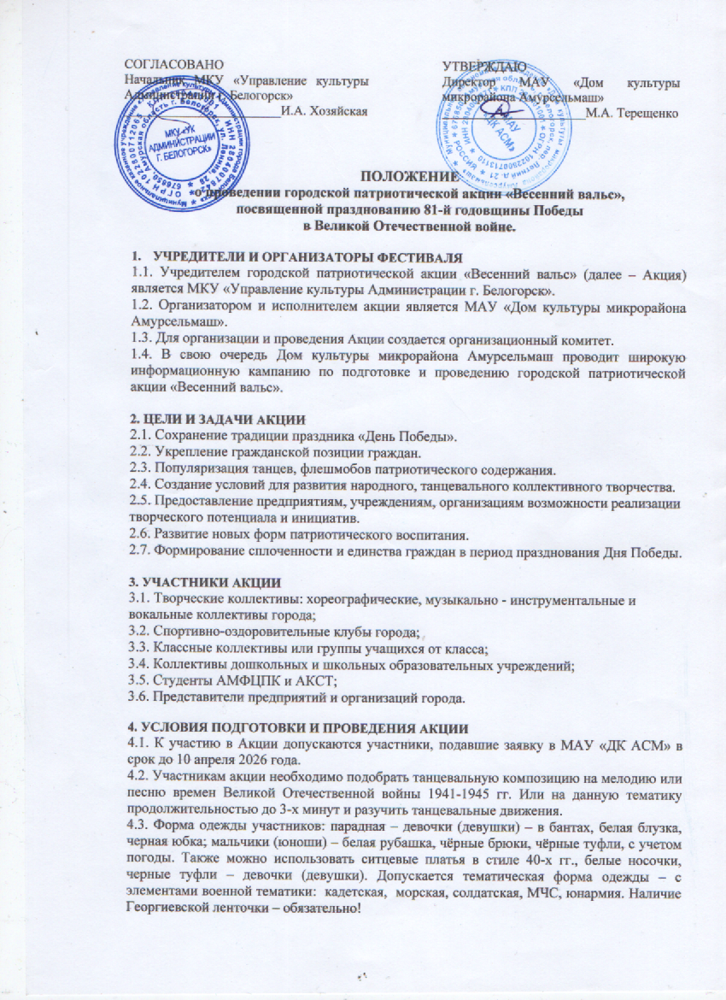 СОГЛАСОВАНО
Начальник МКУ «Управление культуры
Администрации г. Белогорск»
И.А. Хозяйская
УТВЕРЖДАЮ
Директор МАУ «Дом культуры
микрорайона Амурсельмаш»
М.А. Терещенко
МКУ «УК
АДМИНИСТРАЦИИ
Г. БЕЛОГОРСК»
МАУ
«ДК АСМ»
ПОЛОЖЕНИЕ
о проведении городской патриотической акции «Весенний вальс»,
посвященной празднованию 81-й годовщины Победы
в Великой Отечественной войне.
1. УЧРЕДИТЕЛИ И ОРГАНИЗАТОРЫ ФЕСТИВАЛЯ
1.1. Учредителем городской патриотической акции «Весенний вальс» (далее – Акция)
является МКУ «Управление культуры Администрации г. Белогорск».
1.2. Организатором и исполнителем акции является МАУ «Дом культуры микрорайона
Амурсельмаш».
1.3. Для организации и проведения Акции создается организационный комитет.
1.4. В свою очередь Дом культуры микрорайона Амурсельмаш проводит широкую
информационную кампанию по подготовке и проведению городской патриотической
акции «Весенний вальс».
2. ЦЕЛИ И ЗАДАЧИ АКЦИИ
2.1. Сохранение традиции праздника «День Победы».
2.2. Укрепление гражданской позиции граждан.
2.3. Популяризация танцев, флешмобов патриотического содержания.
2.4. Создание условий для развития народного, танцевального коллективного творчества.
2.5. Предоставление предприятиям, учреждениям, организациям возможности реализации
творческого потенциала и инициатив.
2.6. Развитие новых форм патриотического воспитания.
2.7. Формирование сплоченности и единства граждан в период празднования Дня Победы.
3. УЧАСТНИКИ АКЦИИ
3.1. Творческие коллективы: хореографические, музыкально - инструментальные и
вокальные коллективы города;
3.2. Спортивно-оздоровительные клубы города;
3.3. Классные коллективы или группы учащихся от класса;
3.4. Коллективы дошкольных и школьных образовательных учреждений;
3.5. Студенты АМФЦПК и АКСТ;
3.6. Представители предприятий и организаций города.
4. УСЛОВИЯ ПОДГОТОВКИ И ПРОВЕДЕНИЯ АКЦИИ
4.1. К участию в Акции допускаются участники, подавшие заявку в МАУ «ДК АСМ» в
срок до 10 апреля 2026 года.
4.2. Участникам акции необходимо подобрать танцевальную композицию на мелодию или
песню времен Великой Отечественной войны 1941-1945 гг. Или на данную тематику
продолжительностью до 3-х минут и разучить танцевальные движения.
4.3. Форма одежды участников: парадная – девочки (девушки) – в бантах, белая блузка,
черная юбка; мальчики (юноши) – белая рубашка, чёрные брюки, чёрные туфли, с учетом
погоды. Также можно использовать ситцевые платья в стиле 40-х гг., белые носочки,
черные туфли – девочки (девушки). Допускается тематическая форма одежды – с
элементами военной тематики: кадетская, морская, солдатская, МЧС, юнармия. Наличие
Георгиевской ленточки – обязательно!